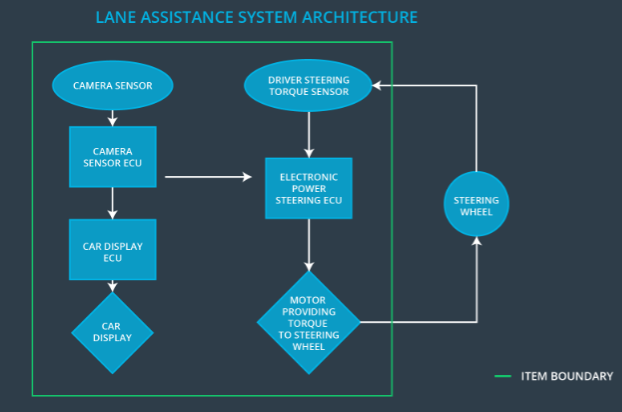 LANE ASSISTANCE SYSTEM ARCHITECTURE
CAMERA SENSOR
CAMERA
SENSOR ECU
CAR DISPLAY
ECU
CAR
DISPLAY
DRIVER STEERING
TORQUE SENSOR
ELECTRONIC
POWER
STEERING ECU
MOTOR
PROVIDING
TORQUE
TO STEERING
WHEEL
STEERING
WHEEL
ITEM BOUNDARY